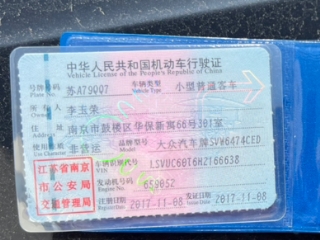 中华人民共和国机动车行驶证
Vehicle License of the People's Republic of China
号牌号码 苏A79Q07 车辆类型 小型普通客车
Plate No. Vehicle Type
所有人 李玉荣
住址 南京市鼓楼区华保新寓66号301室
使用性质 非营运 品牌型号 大众汽车牌SVW6474CED
江苏省南京市公安局交通管理局
车辆识别代号 LSVUC60T6H2166638
发动机号码 659052
注册日期 2017-11-08 发证日期 2017-11-08